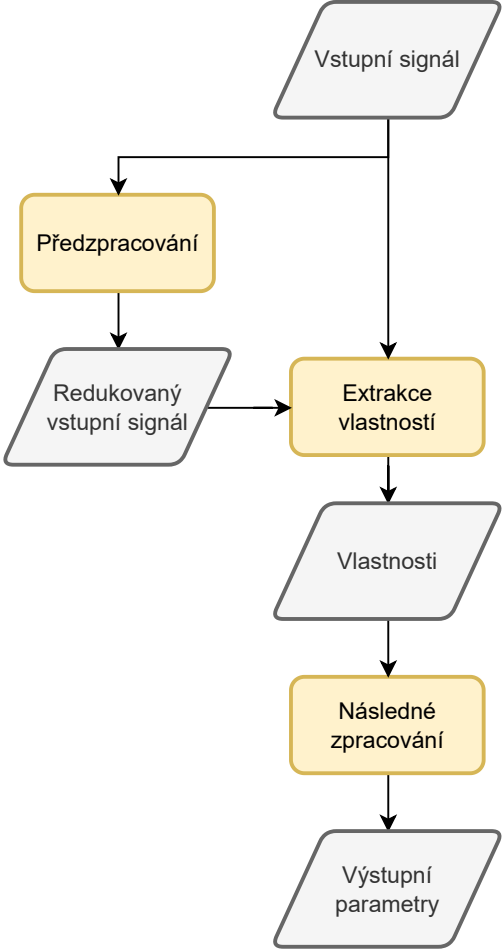 Vstupní signál
Předzpracování
Redukovaný
vstupní signál
Extrakce
vlastností
Vlastnosti
Následné
zpracování
Výstupní
parametry